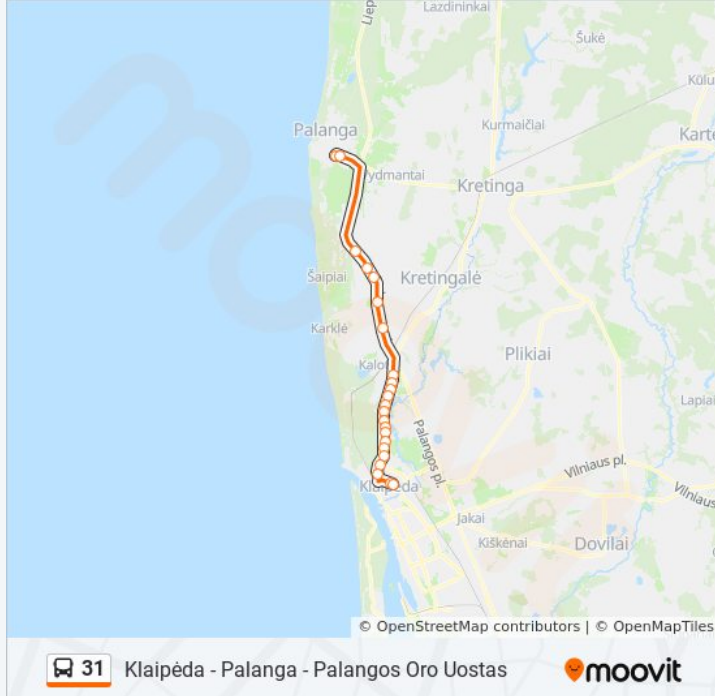 Lazdininkai
Liep
Šukė
Kūlu
Palanga
Kurmaičiai
Karte
Vydmantai
Kretinga
Šaipiai
Kretingalė
Karklė
Plikiai
Kalot
Lapiai
Palangos pl.
Vilniaus pl.
Klaipėda
Vilniaus
Jakai
Kiškėnai
Dovilai
© OpenStreetMap contributors | © OpenMapTiles
31 Klaipėda - Palanga - Palangos Oro Uostas
moovit